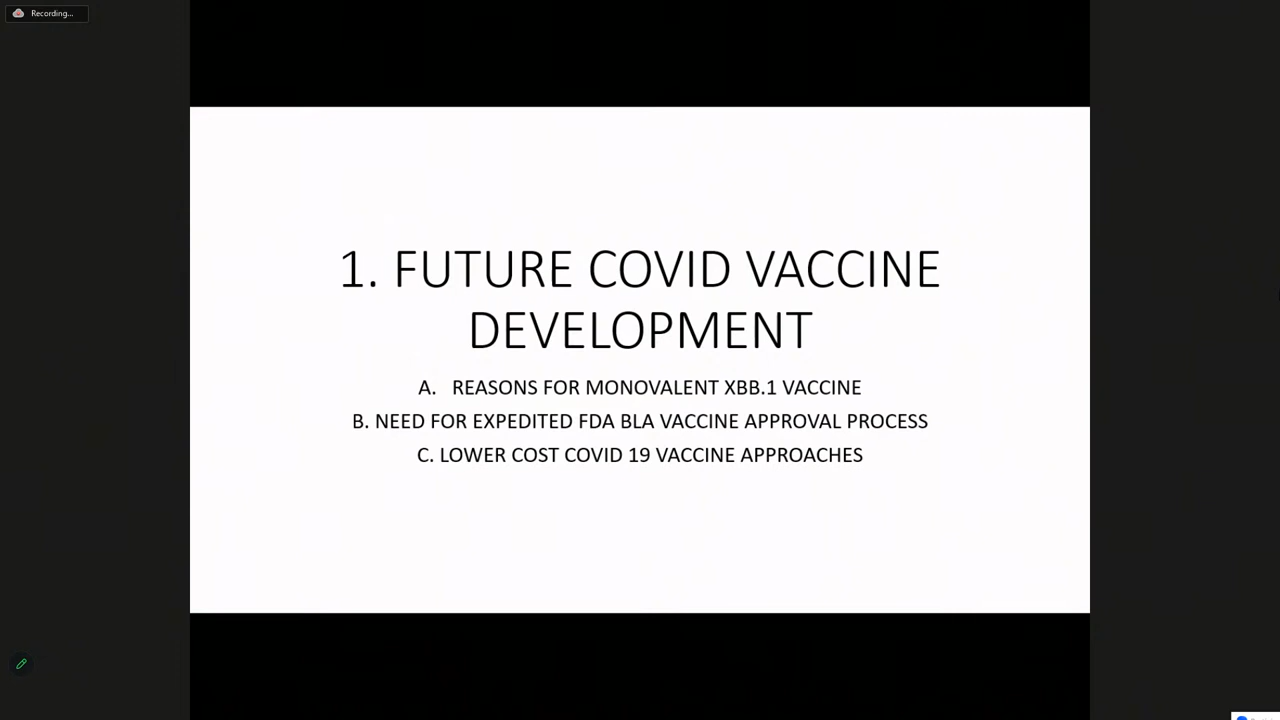 Recording...
1. FUTURE COVID VACCINE
DEVELOPMENT
A. REASONS FOR MONOVALENT XBB.1 VACCINE
B. NEED FOR EXPEDITED FDA BLA VACCINE APPROVAL PROCESS
C. LOWER COST COVID 19 VACCINE APPROACHES